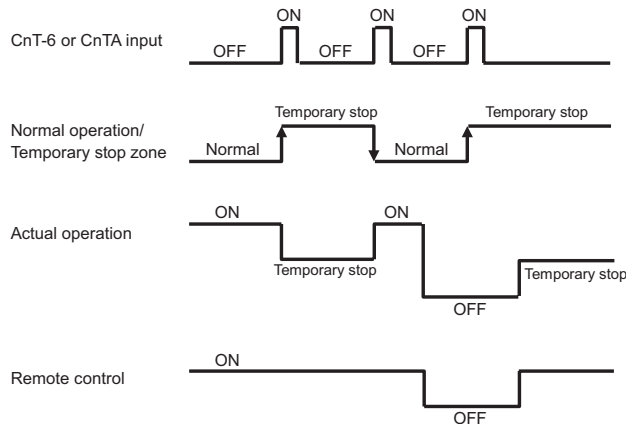 ON ON ON
CnT-6 or CnTA input
OFF OFF OFF
Temporary stop Temporary stop
Normal operation/
Temporary stop zone
Normal Normal
ON ON
Actual operation
Temporary stop Temporary stop
OFF
ON
Remote control
OFF